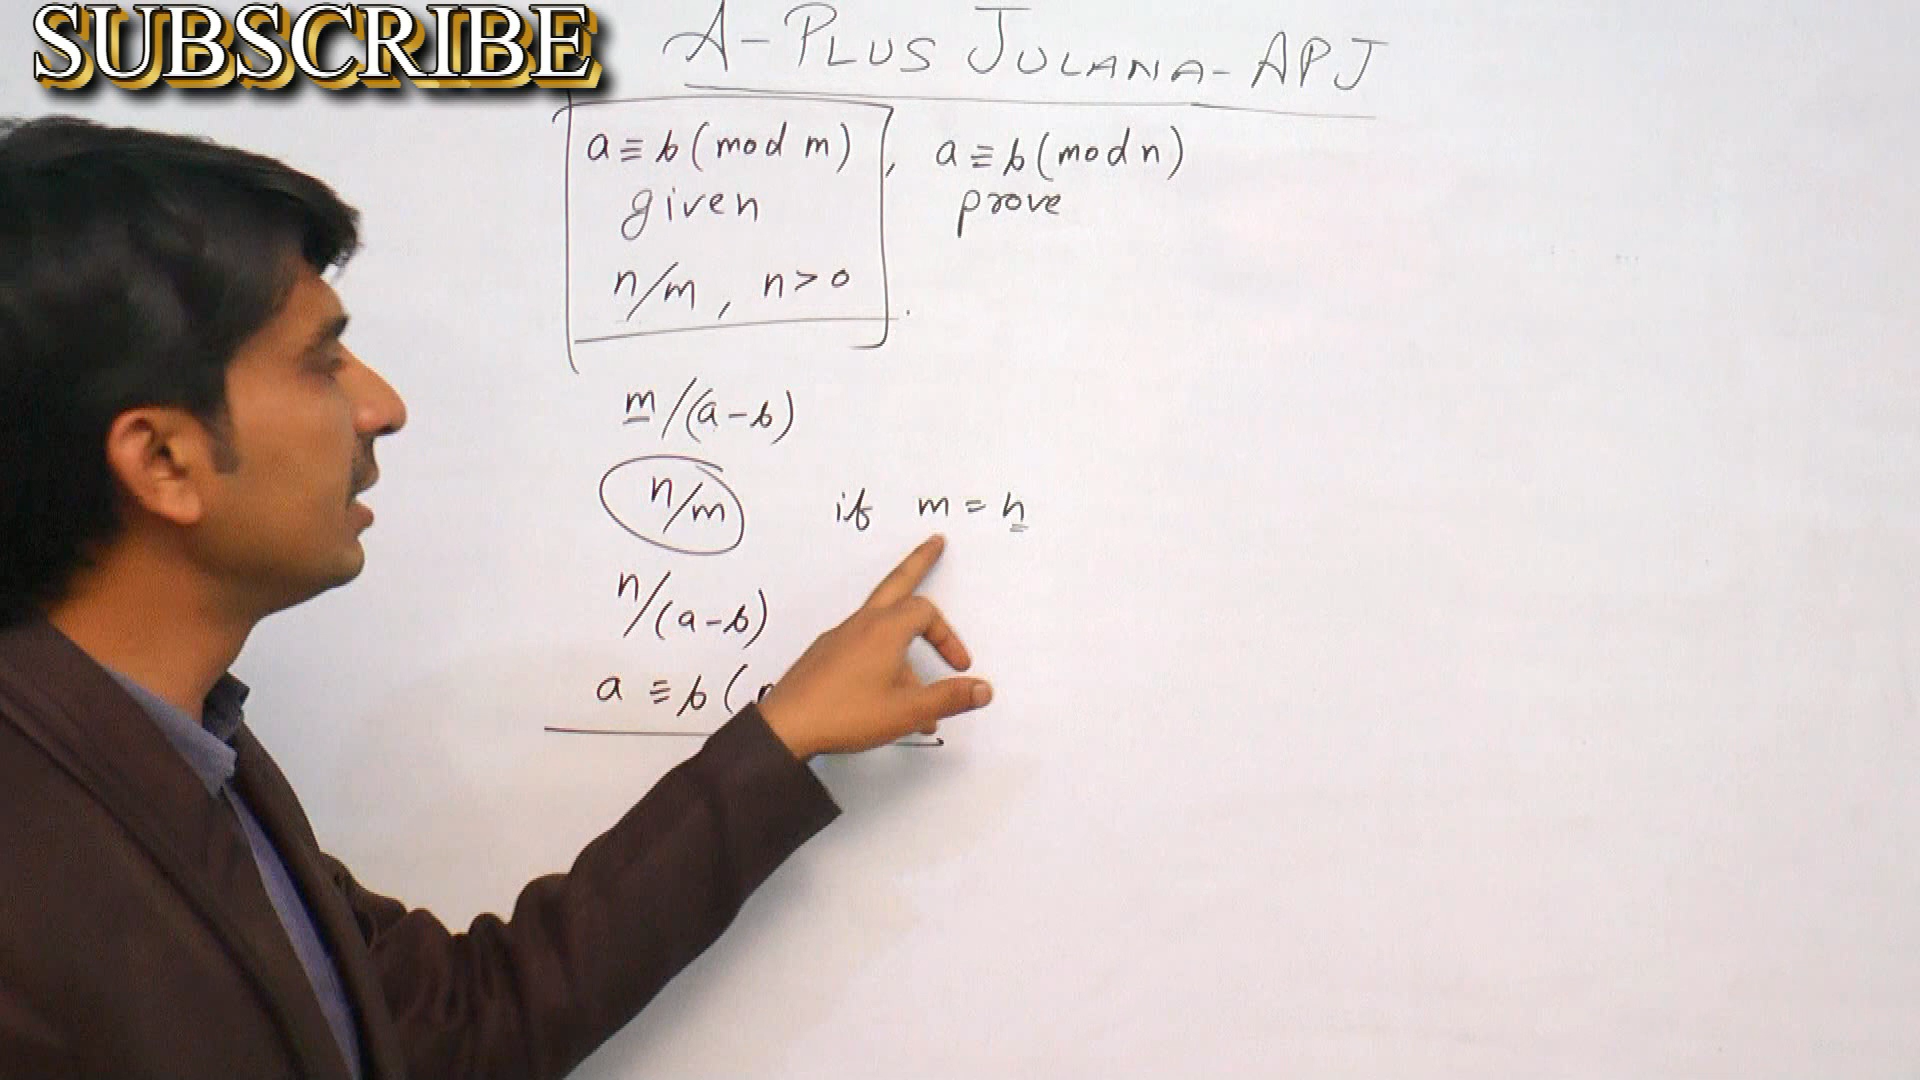 SUBSCRIBE
A-PLUS JULANA-APJ
a≡b(mod m), a≡b(mod n)
given prove
n/m, n>0.
m/(a-b)
n/m if m=n
n/(a-b)
a≡b(